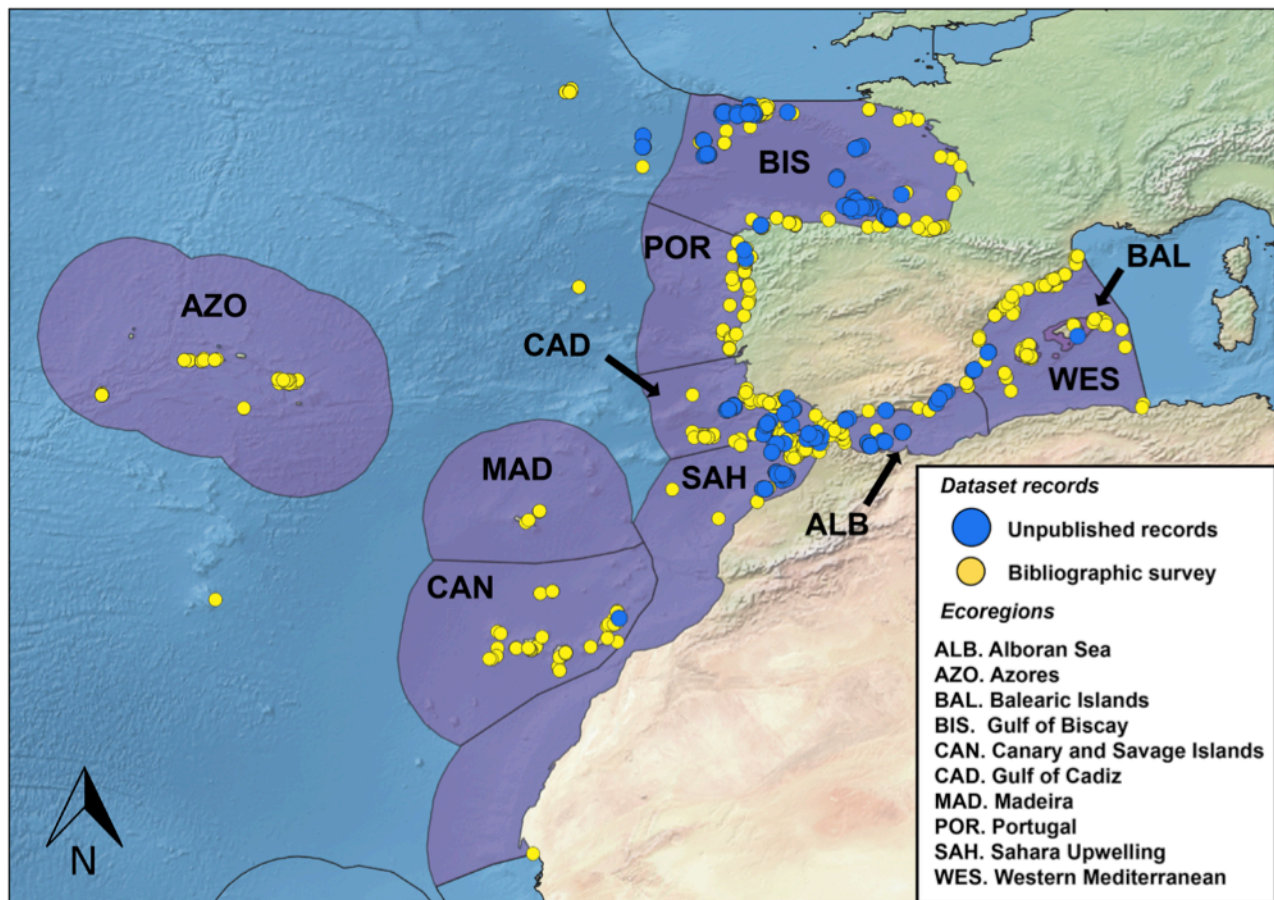 BIS
POR
BAL
AZO
CAD
WES
MAD
SAH
ALB
CAN
N
Dataset records
Unpublished records
Bibliographic survey
Ecoregions
ALB. Alboran Sea
AZO. Azores
BAL. Balearic Islands
BIS. Gulf of Biscay
CAN. Canary and Savage Islands
CAD. Gulf of Cadiz
MAD. Madeira
POR. Portugal
SAH. Sahara Upwelling
WES. Western Mediterranean